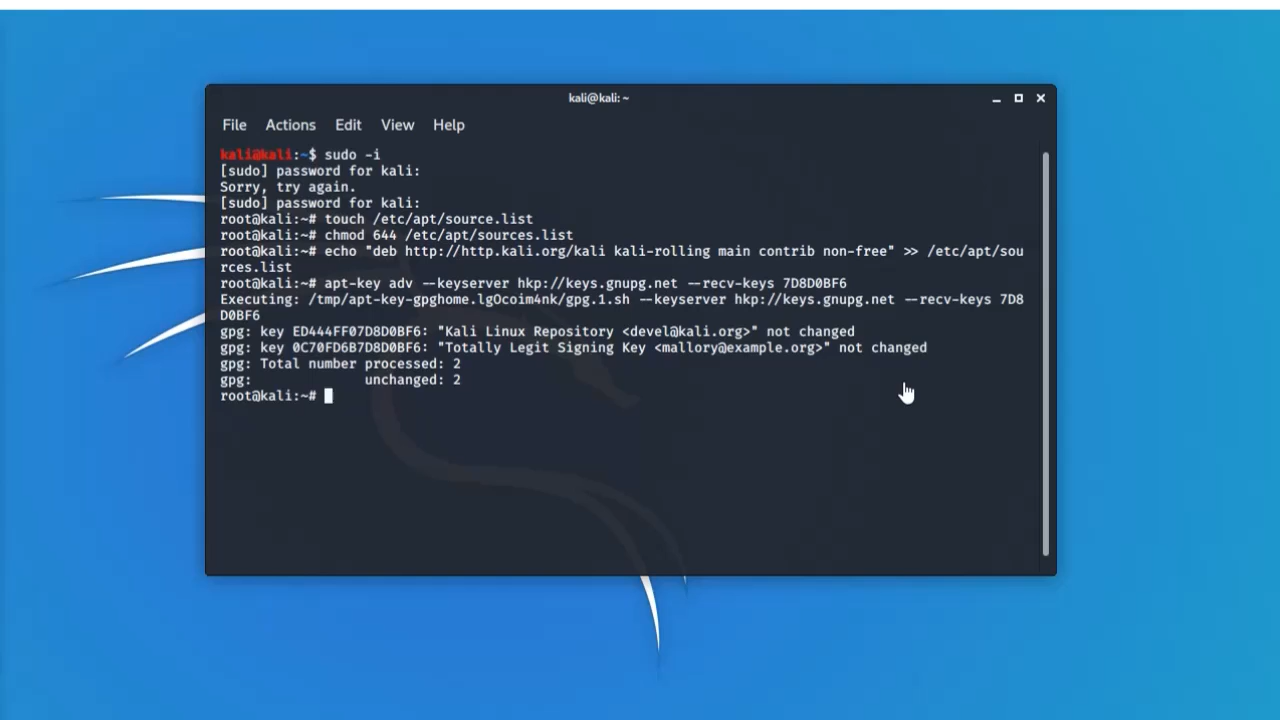 kali@kali: ~
File Actions Edit View Help
kali@kali:~$ sudo -i
[sudo] password for kali:
Sorry, try again.
[sudo] password for kali:
root@kali:~# touch /etc/apt/source.list
root@kali:~# chmod 644 /etc/apt/sources.list
root@kali:~# echo "deb http://http.kali.org/kali kali-rolling main contrib non-free" >> /etc/apt/sou
rces.list
root@kali:~# apt-key adv --keyserver hkp://keys.gnupg.net --recv-keys 7D8D0BF6
Executing: /tmp/apt-key-gpghome.lgOcoim4nk/gpg.1.sh --keyserver hkp://keys.gnupg.net --recv-keys 7D8
D0BF6
gpg: key ED444FF07D8D0BF6: "Kali Linux Repository <devel@kali.org>" not changed
gpg: key 0C70FD6B7D8D0BF6: "Totally Legit Signing Key <mallory@example.org>" not changed
gpg: Total number processed: 2
gpg:              unchanged: 2
root@kali:~#